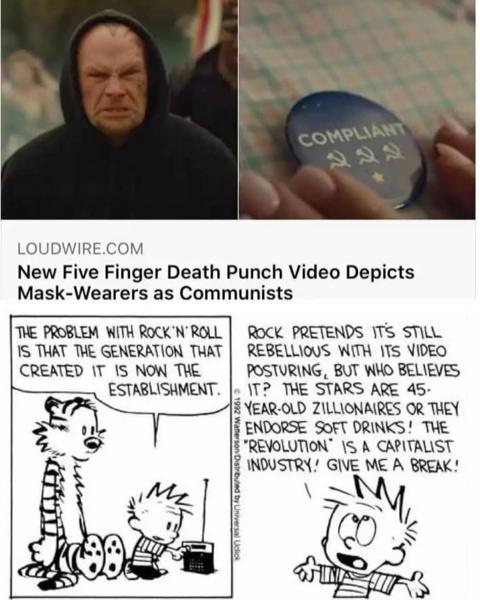 COMPLIANT
LOUDWIRE.COM
New Five Finger Death Punch Video Depicts
Mask-Wearers as Communists
THE PROBLEM WITH ROCK 'N' ROLL
IS THAT THE GENERATION THAT
CREATED IT IS NOW THE
ESTABLISHMENT.
© 1992 Watterson/Distributed by Universal Uclick
ROCK PRETENDS IT'S STILL
REBELLIOUS WITH ITS VIDEO
POSTURING, BUT WHO BELIEVES
IT? THE STARS ARE 45-
YEAR-OLD ZILLIONAIRES OR THEY
ENDORSE SOFT DRINKS! THE
"REVOLUTION" IS A CAPITALIST
INDUSTRY! GIVE ME A BREAK!